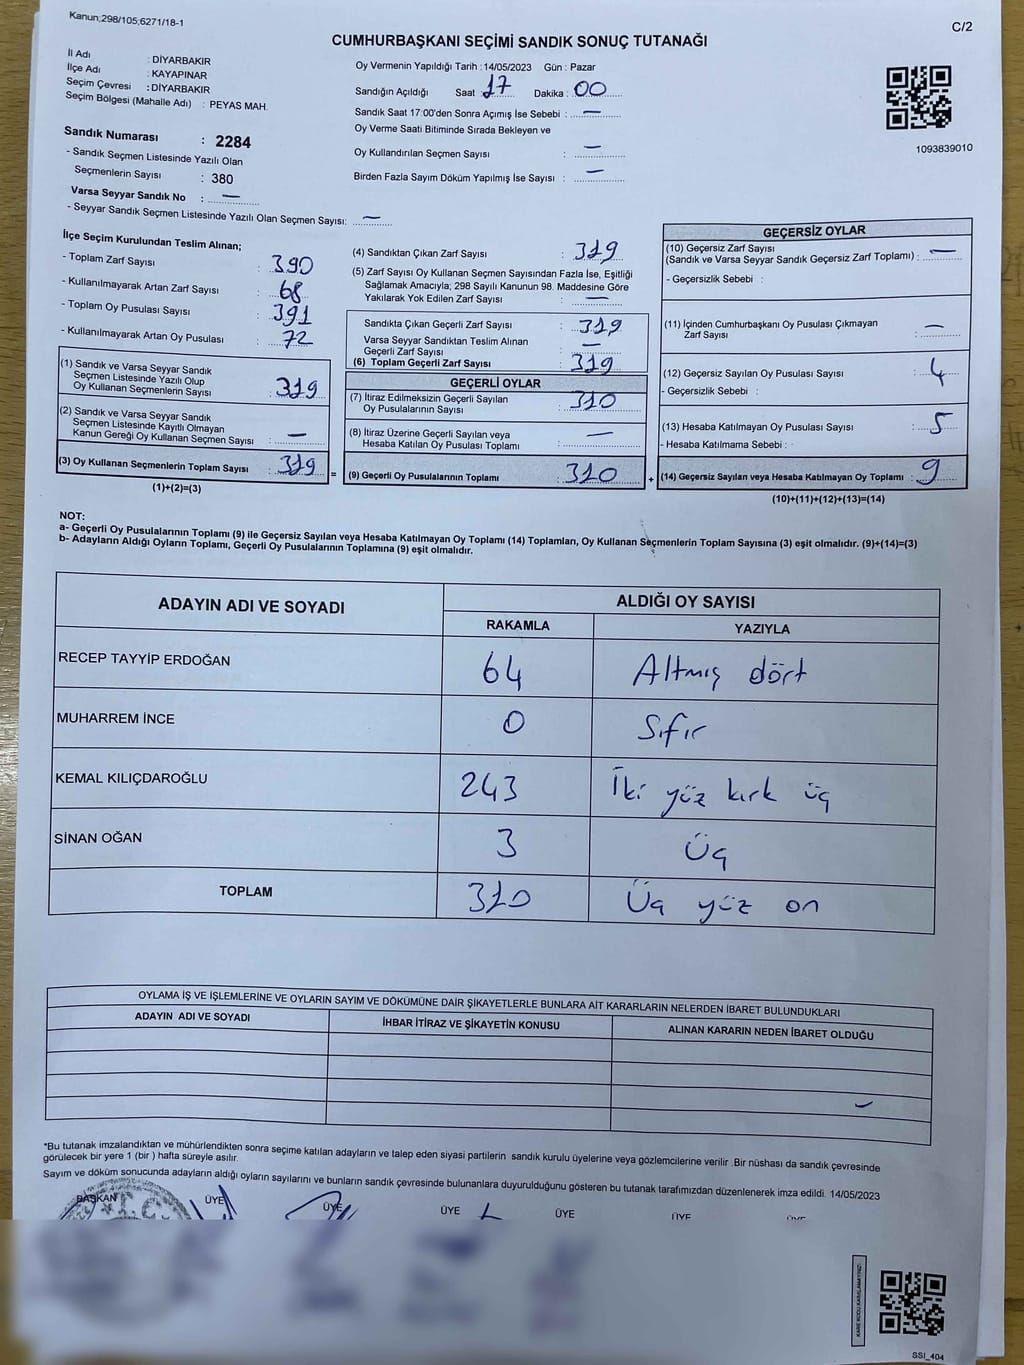 Kanun;298/105;6271/18-1
C/2
CUMHURBAŞKANI SEÇİMİ SANDIK SONUÇ TUTANAĞI
İl Adı : DİYARBAKIR
İlçe Adı : KAYAPINAR
Seçim Çevresi : DİYARBAKIR
Seçim Bölgesi (Mahalle Adı) : PEYAS MAH.
Oy Vermenin Yapıldığı Tarih :14/05/2023 Gün : Pazar
Sandığın Açıldığı Saat :17 Dakika : 00
Sandık Saat 17:00'den Sonra Açımış İse Sebebi : —
Oy Verme Saati Bitiminde Sırada Bekleyen ve
Oy Kullandırılan Seçmen Sayısı : —
Birden Fazla Sayım Döküm Yapılmış İse Sayısı : —
1093839010
Sandık Numarası : 2284
- Sandık Seçmen Listesinde Yazılı Olan
Seçmenlerin Sayısı : 380
Varsa Seyyar Sandık No : —
- Seyyar Sandık Seçmen Listesinde Yazılı Olan Seçmen Sayısı: —
İlçe Seçim Kurulundan Teslim Alınan;
- Toplam Zarf Sayısı : 390
- Kullanılmayarak Artan Zarf Sayısı : 68
- Toplam Oy Pusulası Sayısı : 391
- Kullanılmayarak Artan Oy Pusulası : 72
(1) Sandık ve Varsa Seyyar Sandık
Seçmen Listesinde Yazılı Olup
Oy Kullanan Seçmenlerin Sayısı : 319
(2) Sandık ve Varsa Seyyar Sandık
Seçmen Listesinde Kayıtlı Olmayan
Kanun Gereği Oy Kullanan Seçmen Sayısı : —
(3) Oy Kullanan Seçmenlerin Toplam Sayısı : 319
(1)+(2)=(3)
(4) Sandıktan Çıkan Zarf Sayısı : 319
(5) Zarf Sayısı Oy Kullanan Seçmen Sayısından Fazla İse, Eşitliği
Sağlamak Amacıyla; 298 Sayılı Kanunun 98. Maddesine Göre
Yakılarak Yok Edilen Zarf Sayısı : —
Sandıkta Çıkan Geçerli Zarf Sayısı : 319
Varsa Seyyar Sandıktan Teslim Alınan
Geçerli Zarf Sayısı : —
(6) Toplam Geçerli Zarf Sayısı : 319
GEÇERLİ OYLAR
(7) İtiraz Edilmeksizin Geçerli Sayılan
Oy Pusulalarının Sayısı : 310
(8) İtiraz Üzerine Geçerli Sayılan veya
Hesaba Katılan Oy Pusulası Toplamı : —
= (9) Geçerli Oy Pusulalarının Toplamı : 310
GEÇERSİZ OYLAR
(10) Geçersiz Zarf Sayısı
(Sandık ve Varsa Seyyar Sandık Geçersiz Zarf Toplamı) : —
- Geçersizlik Sebebi :
(11) İçinden Cumhurbaşkanı Oy Pusulası Çıkmayan
Zarf Sayısı : —
(12) Geçersiz Sayılan Oy Pusulası Sayısı : 4
- Geçersizlik Sebebi :
(13) Hesaba Katılmayan Oy Pusulası Sayısı : 5
- Hesaba Katılmama Sebebi :
+ (14) Geçersiz Sayılan veya Hesaba Katılmayan Oy Toplamı : 9
(10)+(11)+(12)+(13)=(14)
NOT:
a- Geçerli Oy Pusulalarının Toplamı (9) ile Geçersiz Sayılan veya Hesaba Katılmayan Oy Toplamı (14) Toplamları, Oy Kullanan Seçmenlerin Toplam Sayısına (3) eşit olmalıdır. (9)+(14)=(3)
b- Adayların Aldığı Oyların Toplamı, Geçerli Oy Pusulalarının Toplamına (9) eşit olmalıdır.
ADAYIN ADI VE SOYADI
ALDIĞI OY SAYISI
RAKAMLA YAZIYLA
RECEP TAYYİP ERDOĞAN 64 Altmış dört
MUHARREM İNCE 0 Sıfır
KEMAL KILIÇDAROĞLU 243 İki yüz kırk üç
SİNAN OĞAN 3 Üç
TOPLAM 310 Üç yüz on
OYLAMA İŞ VE İŞLEMLERİNE VE OYLARIN SAYIM VE DÖKÜMÜNE DAİR ŞİKAYETLERLE BUNLARA AİT KARARLARIN NELERDEN İBARET BULUNDUKLARI
ADAYIN ADI VE SOYADI İHBAR İTİRAZ VE ŞİKAYETİN KONUSU ALINAN KARARIN NEDEN İBARET OLDUĞU
*Bu tutanak imzalandıktan ve mühürlendikten sonra seçime katılan adayların ve talep eden siyasi partilerin sandık kurulu üyelerine veya gözlemcilerine verilir .Bir nüshası da sandık çevresinde
görülecek bir yere 1 (bir ) hafta süreyle asılır.
Sayım ve döküm sonucunda adayların aldığı oyların sayılarını ve bunların sandık çevresinde bulunanlara duyurulduğunu gösteren bu tutanak tarafımızdan düzenlenerek imza edildi. 14/05/2023
BAŞKAN ÜYE ÜYE ÜYE ÜYE ÜYE ÜYE
SSİ_404